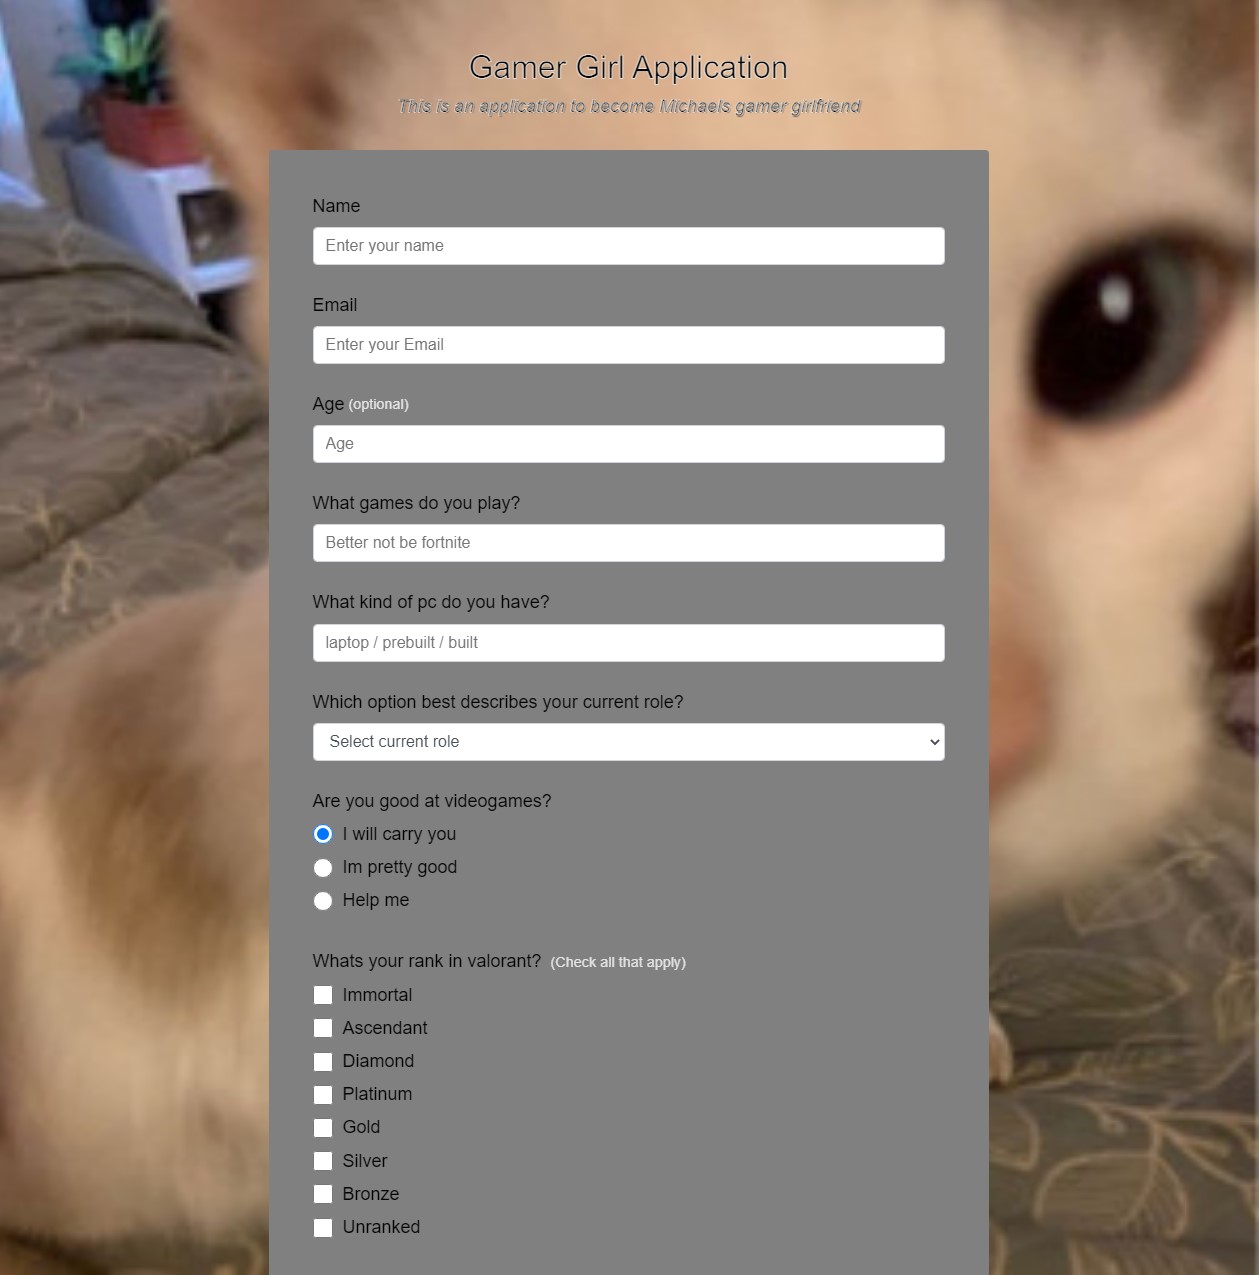 Gamer Girl Application
This is an application to become Michaels gamer girlfriend
Name
Enter your name
Email
Enter your Email
Age (optional)
Age
What games do you play?
Better not be fortnite
What kind of pc do you have?
laptop / prebuilt / built
Which option best describes your current role?
Select current role
Are you good at videogames?
I will carry you
Im pretty good
Help me
Whats your rank in valorant? (Check all that apply)
Immortal
Ascendant
Diamond
Platinum
Gold
Silver
Bronze
Unranked